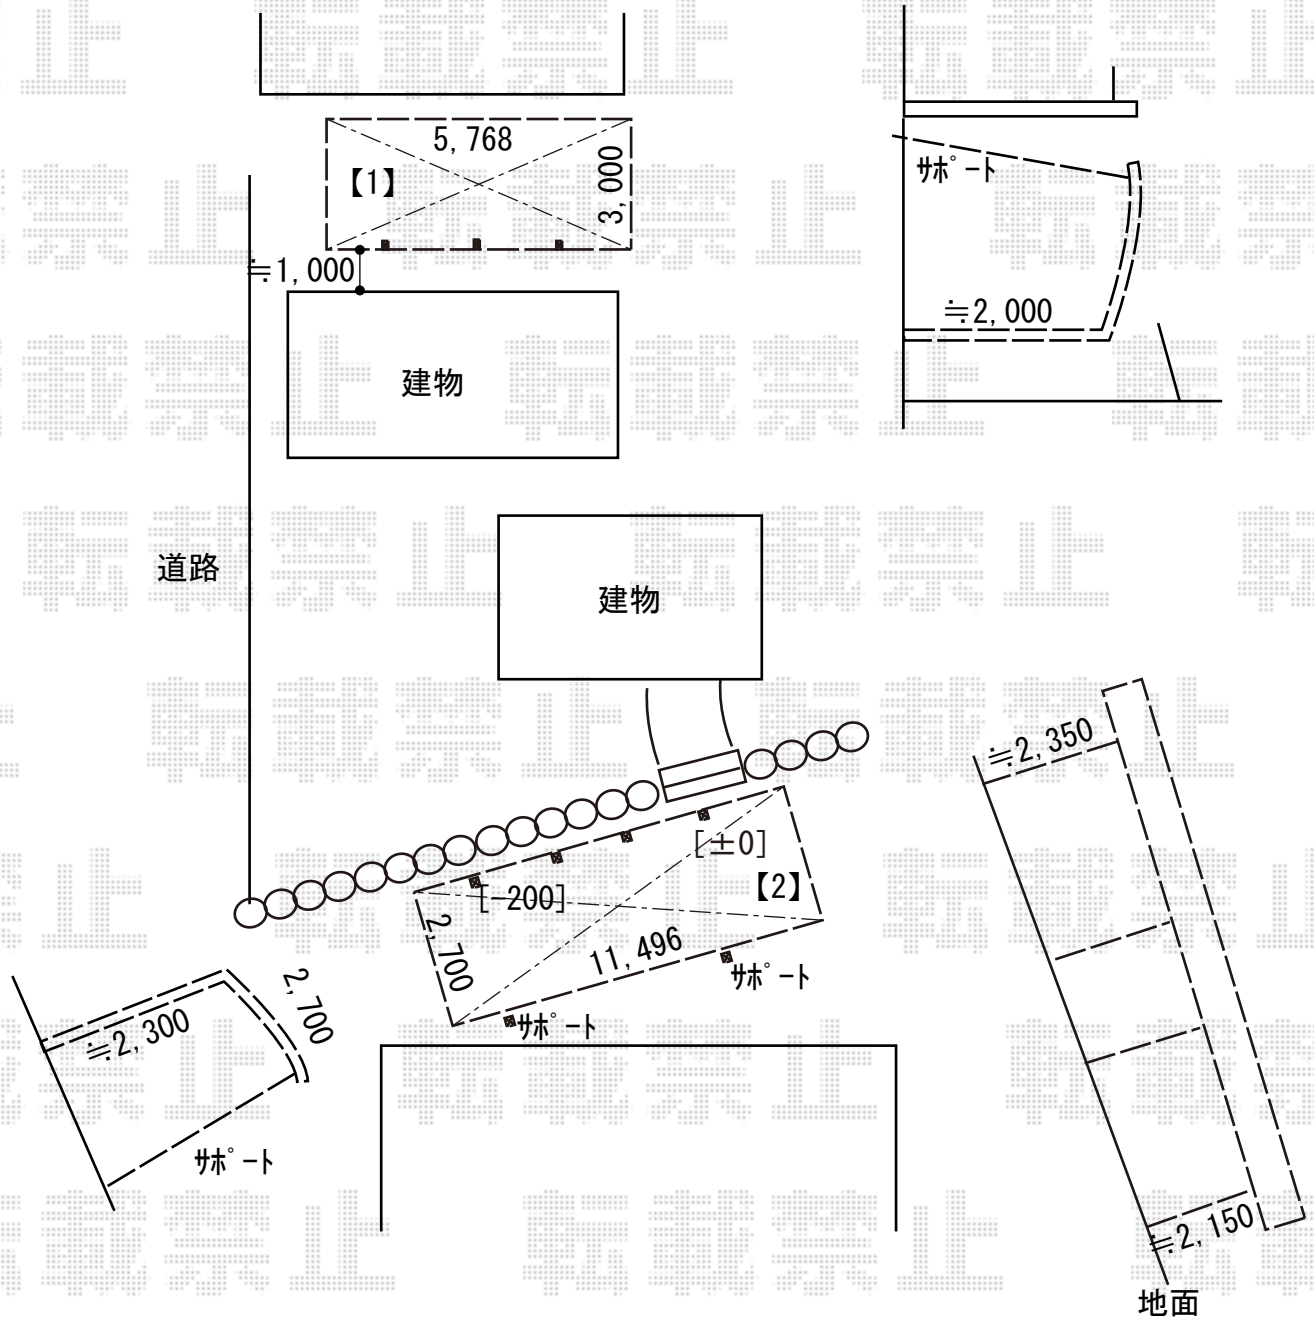 5,768
【1】
3,000
サポート
≒1,000
≒2,000
建物
道路
建物
≒2,350
[±0]
[-200]
【2】
2,700
11,496
サポート
サポート
2,700
≒2,300
サポート
≒2,150
地面
転載禁止